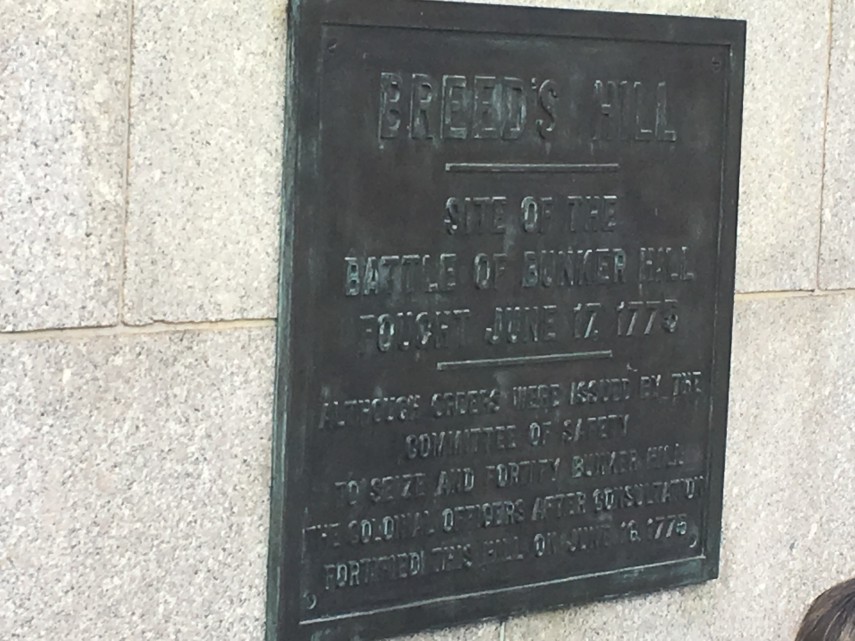 BREED'S HILL
SITE OF THE
BATTLE OF BUNKER HILL
FOUGHT JUNE 17, 1775
ALTHOUGH ORDERS WERE ISSUED BY THE
COMMITTEE OF SAFETY
TO SEIZE AND FORTIFY BUNKER HILL
THE COLONIAL OFFICERS AFTER CONSULTATION
FORTIFIED THIS HILL ON JUNE 16, 1775